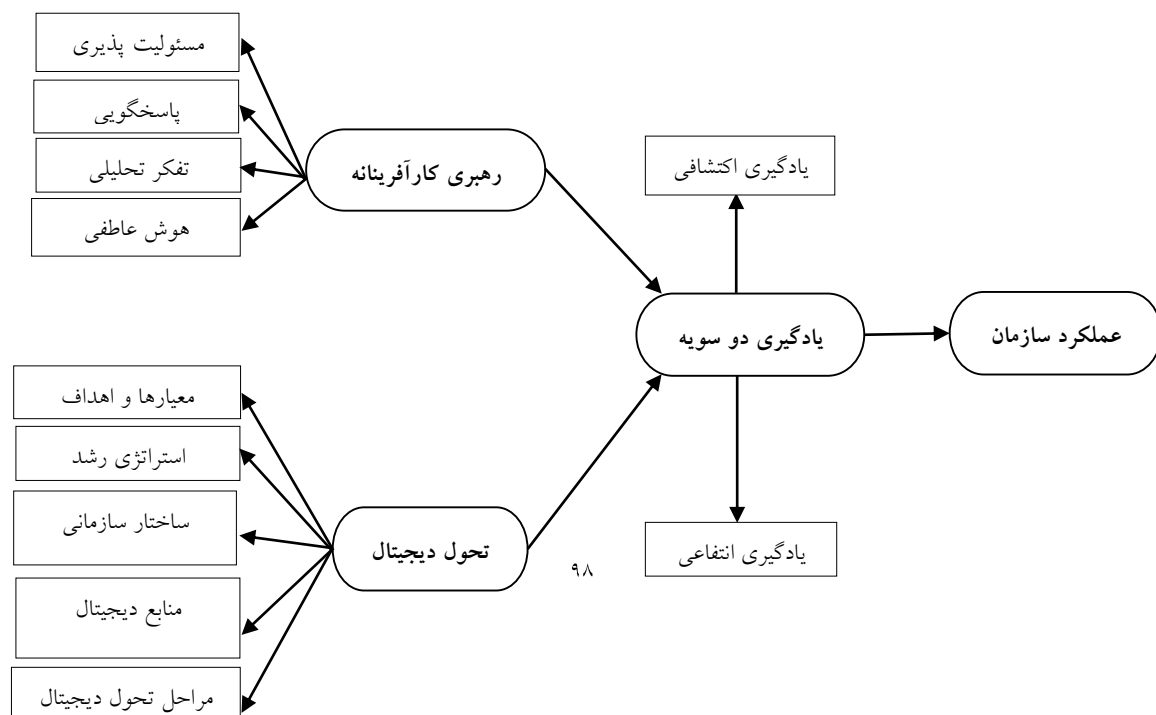 مسئولیت پذیری
پاسخگویی
تفکر تحلیلی
هوش عاطفی
رهبری کارآفرینانه
یادگیری اکتشافی
یادگیری دو سویه
عملکرد سازمان
یادگیری انتفاعی
معیارها و اهداف
استراتژی رشد
ساختار سازمانی
منابع دیجیتال
مراحل تحول دیجیتال
تحول دیجیتال
۹۸